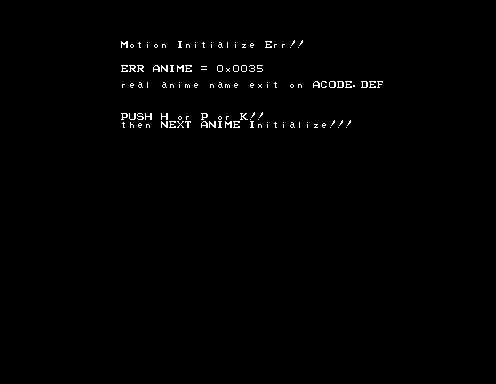 Motion Initialize Err!!
ERR ANIME = 0x0035
real anime name exit on ACODE.DEF
PUSH H or P or K!!
then NEXT ANIME Initialize!!!